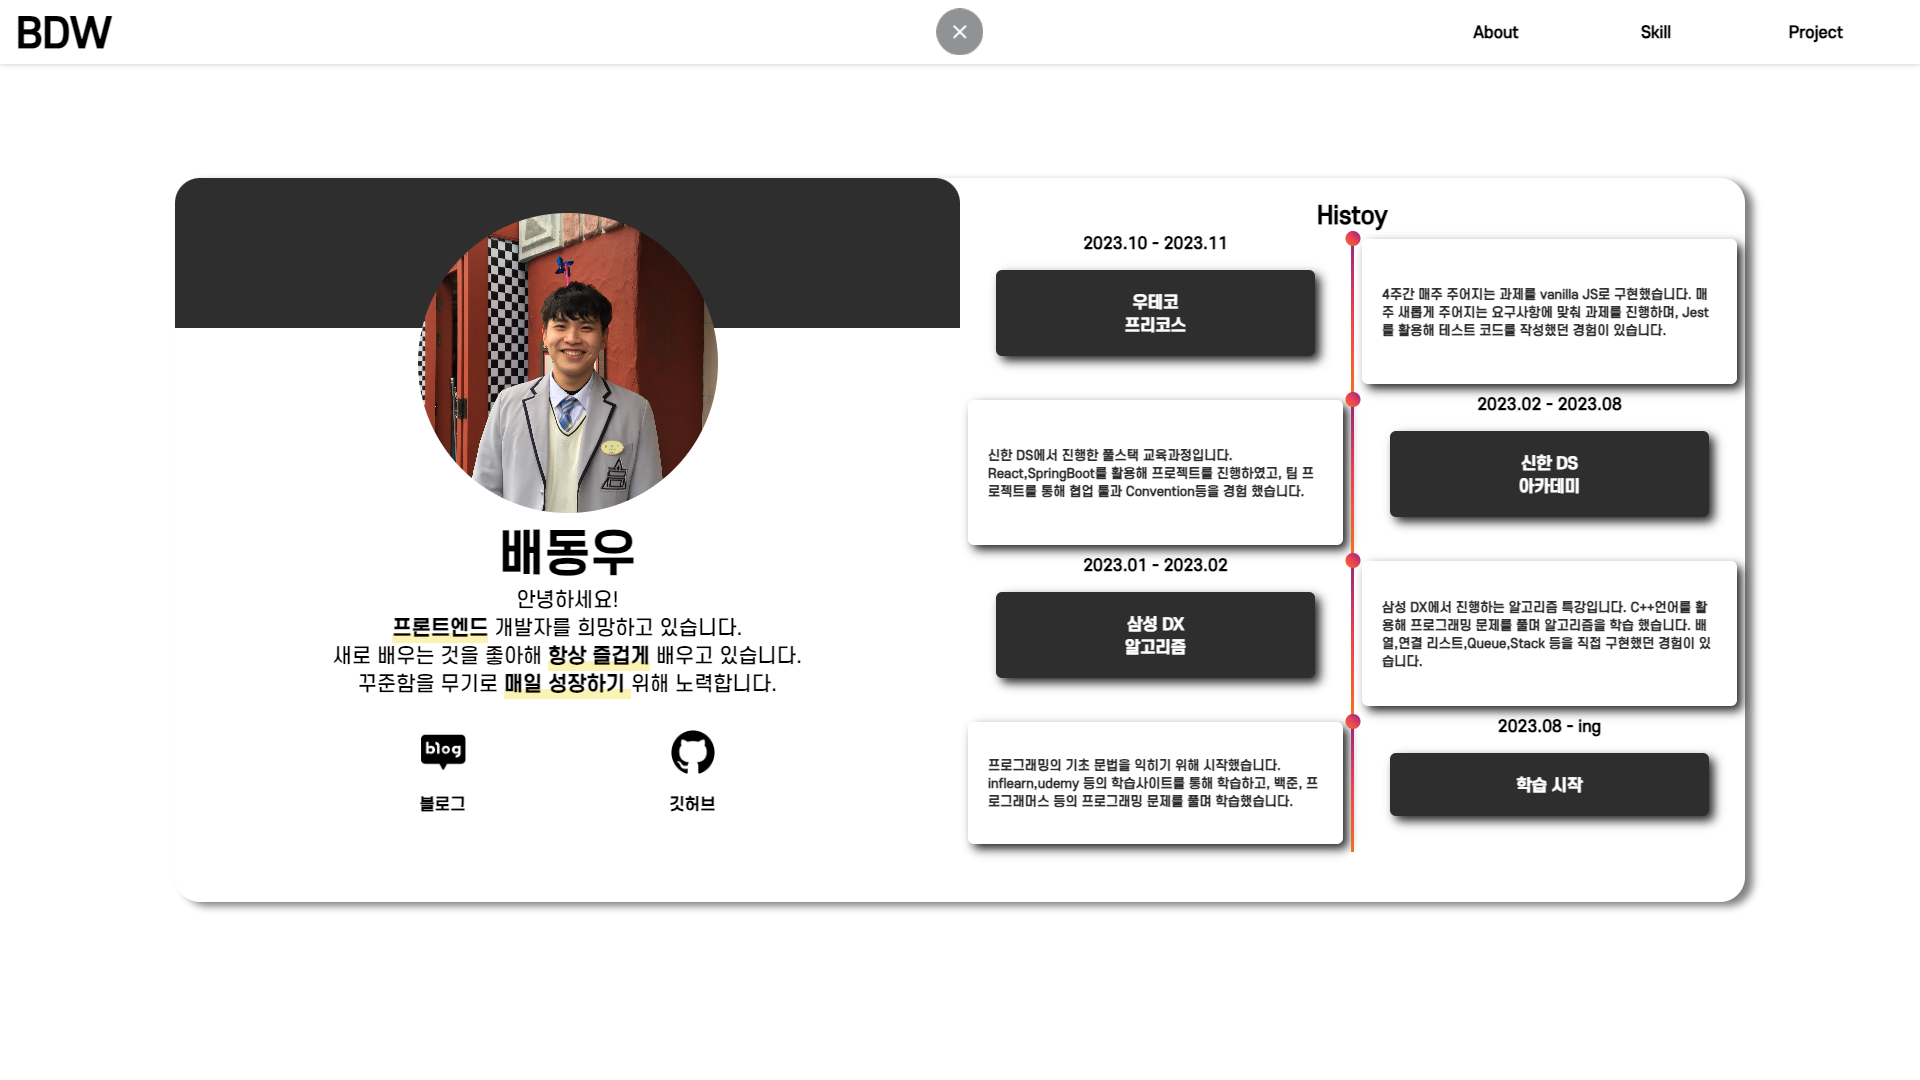 BDW
About
Skill
Project
배동우
안녕하세요!
프론트엔드 개발자를 희망하고 있습니다.
새로 배우는 것을 좋아해 항상 즐겁게 배우고 있습니다.
꾸준함을 무기로 매일 성장하기 위해 노력합니다.
blog
블로그
깃허브
Histoy
2023.10 - 2023.11
우테코
프리코스
4주간 매주 주어지는 과제를 vanilla JS로 구현했습니다. 매
주 새롭게 주어지는 요구사항에 맞춰 과제를 진행하며, Jest
를 활용해 테스트 코드를 작성했던 경험이 있습니다.
2023.02 - 2023.08
신한 DS
아카데미
신한 DS에서 진행한 풀스택 교육과정입니다.
React,SpringBoot를 활용해 프로젝트를 진행하였고, 팀 프
로젝트를 통해 협업 툴과 Convention등을 경험 했습니다.
2023.01 - 2023.02
삼성 DX
알고리즘
삼성 DX에서 진행하는 알고리즘 특강입니다. C++언어를 활
용해 프로그래밍 문제를 풀며 알고리즘을 학습 했습니다. 배
열,연결 리스트,Queue,Stack 등을 직접 구현했던 경험이 있
습니다.
2023.08 - ing
학습 시작
프로그래밍의 기초 문법을 익히기 위해 시작했습니다.
inflearn,udemy 등의 학습사이트를 통해 학습하고, 백준, 프
로그래머스 등의 프로그래밍 문제를 풀며 학습했습니다.